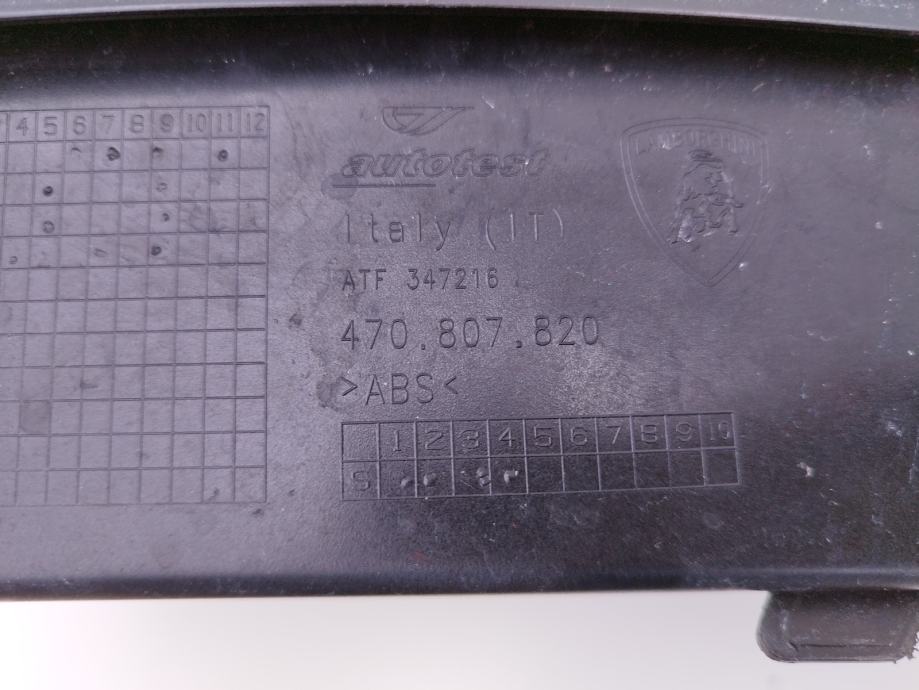 4 5 6 7 8 9 10 11 12
autotest
Italy (IT)
ATF 347216
470.807.820
>ABS<
LAMBORGHINI
1 2 3 4 5 6 7 8 9 10
S